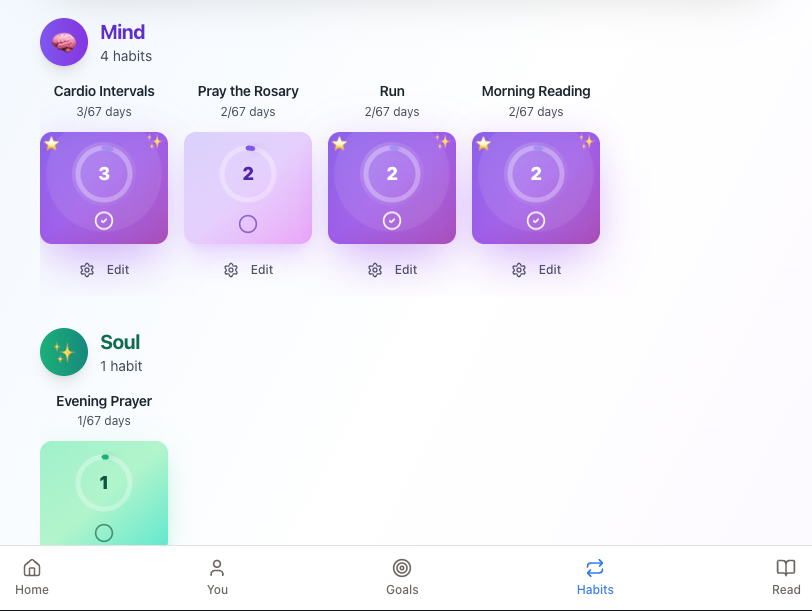 Mind
4 habits
Cardio Intervals
3/67 days
3
Edit
Pray the Rosary
2/67 days
2
Edit
Run
2/67 days
2
Edit
Morning Reading
2/67 days
2
Edit
Soul
1 habit
Evening Prayer
1/67 days
1
Home
You
Goals
Habits
Read